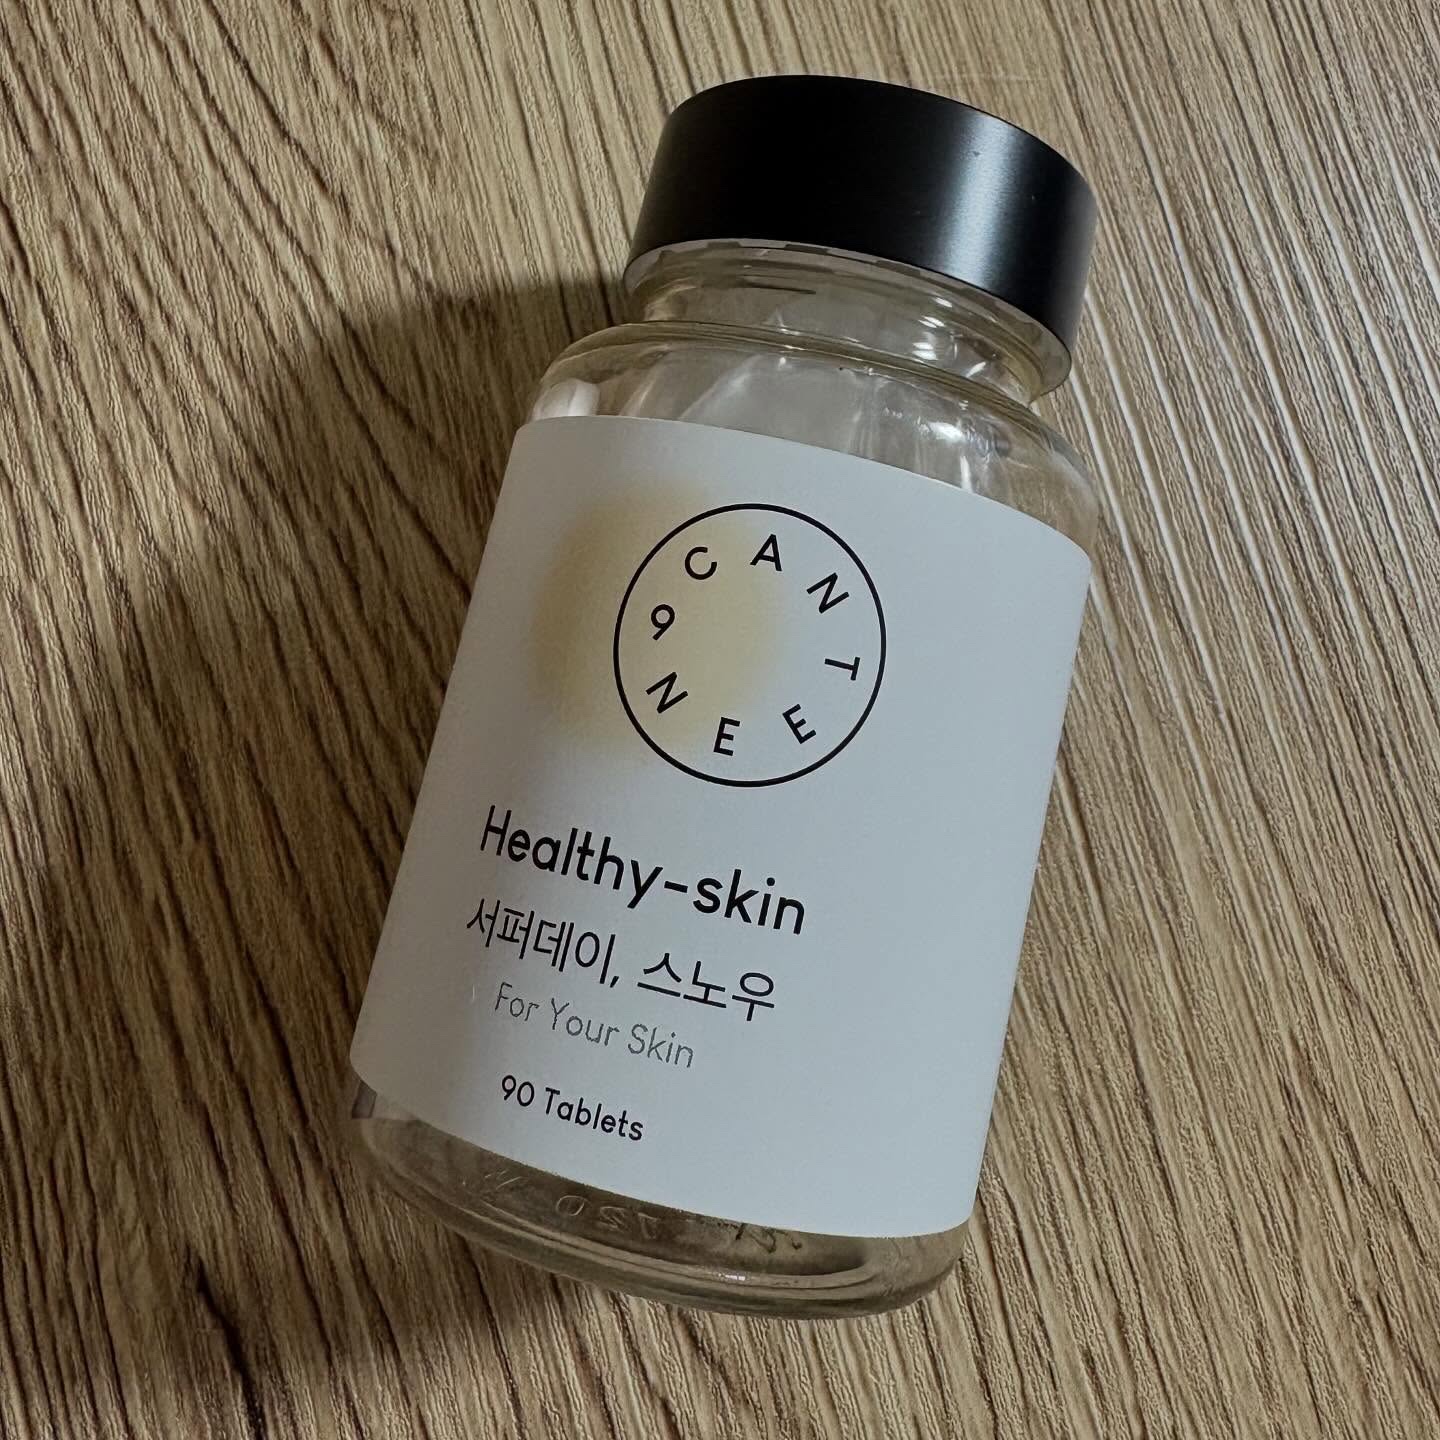 CANTEEN9
Healthy-skin
서퍼데이, 스노우
For Your Skin
90 Tablets